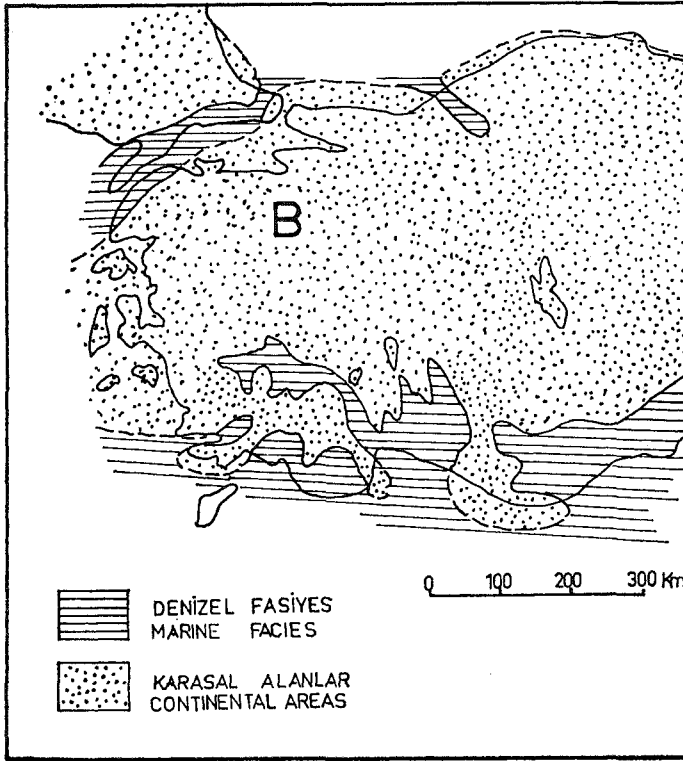 B
0 100 200 300 Km
DENİZEL FASİYES
MARINE FACIES
KARASAL ALANLAR
CONTINENTAL AREAS